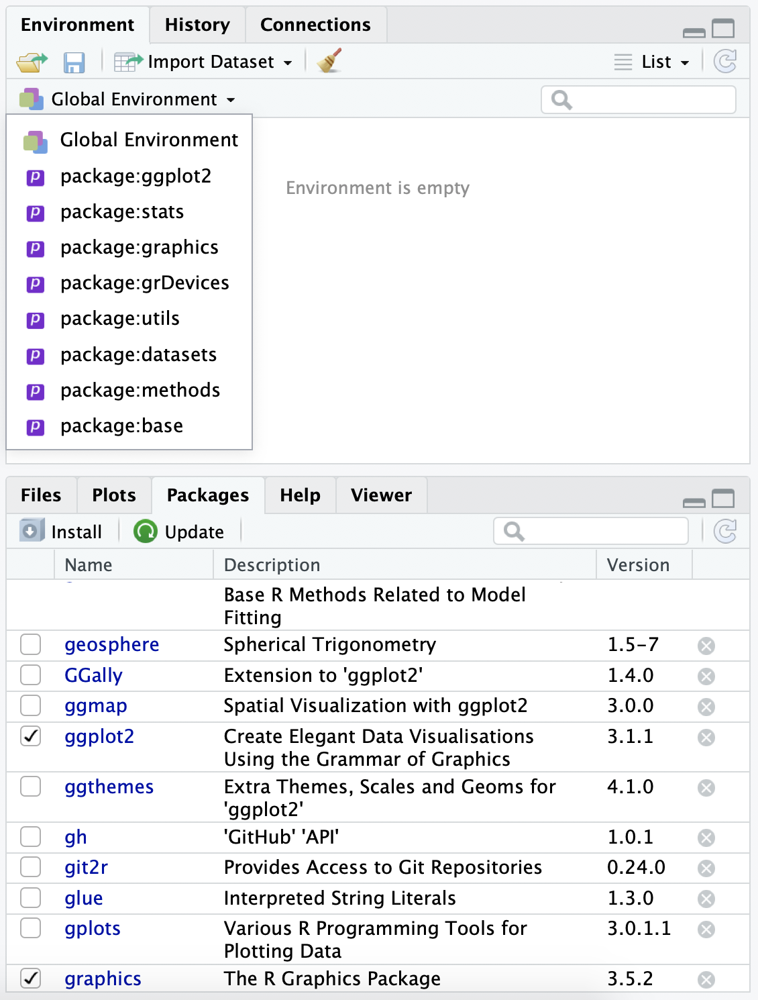 Environment History Connections
Import Dataset List
Global Environment
Global Environment
package:ggplot2
package:stats
package:graphics
package:grDevices
package:utils
package:datasets
package:methods
package:base
Environment is empty
Files Plots Packages Help Viewer
Install Update
Name Description Version
Base R Methods Related to Model
Fitting
geosphere Spherical Trigonometry 1.5-7
GGally Extension to 'ggplot2' 1.4.0
ggmap Spatial Visualization with ggplot2 3.0.0
ggplot2 Create Elegant Data Visualisations 3.1.1
Using the Grammar of Graphics
ggthemes Extra Themes, Scales and Geoms for 4.1.0
'ggplot2'
gh 'GitHub' 'API' 1.0.1
git2r Provides Access to Git Repositories 0.24.0
glue Interpreted String Literals 1.3.0
gplots Various R Programming Tools for 3.0.1.1
Plotting Data
graphics The R Graphics Package 3.5.2